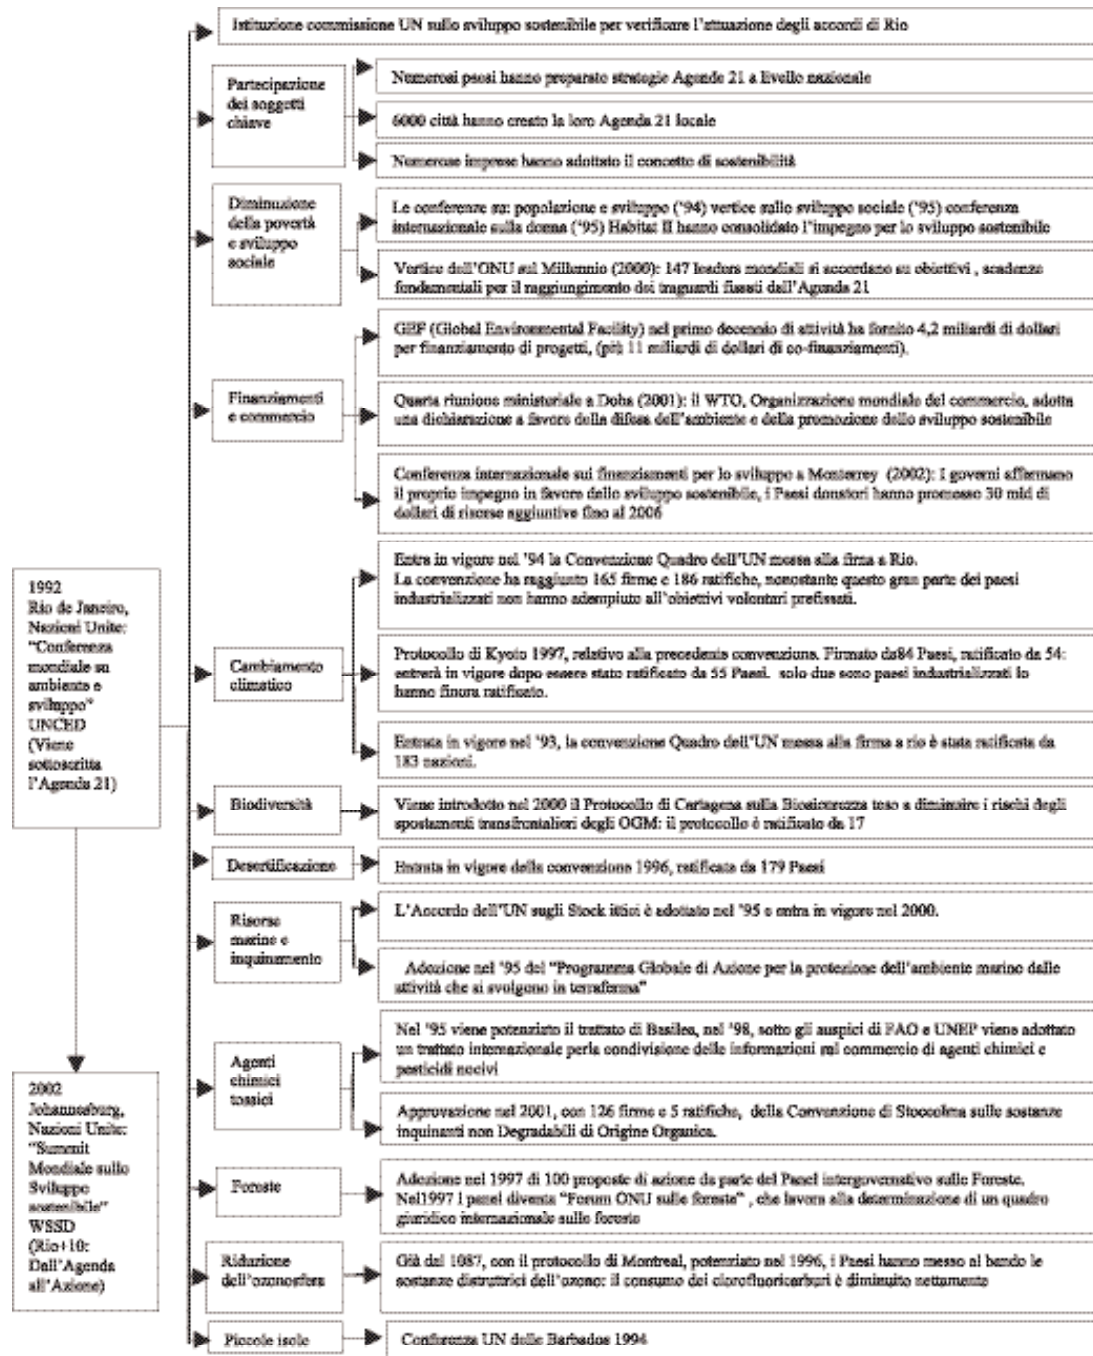 Istituzione commissione UN sullo sviluppo sostenibile per verificare l'situazione degli accordi di Rio
Partecipazione
dei soggetti
chiave
Numerosi paesi hanno preparato strategie Agenda 21 a livello nazionale
6000 città hanno creato la loro Agenda 21 locale
Numerose imprese hanno adottato il concetto di sostenibilità
Diminuzione
della povertà
e sviluppo
sociale
Le conferenze su: popolazione e sviluppo ('94) vertice sullo sviluppo sociale ('95) conferenza
internazionale sulla donna ('95) Habitat II hanno consolidato l'impegno per lo sviluppo sostenibile
Vertice dell'ONU sul Millennio (2000): 147 leaders mondiali si accordano su obiettivi , scadenze
fondamentali per il raggiungimento dei traguardi fissati dall'Agenda 21
Finanziamenti
e commercio
GEF (Global Environmental Facility) nel primo decennio di attività ha fornito 4,2 miliardi di dollari
per finanziamento di progetti, (più 11 miliardi di dollari di co-finanziamenti).
Quarta riunione ministeriale a Doha (2001): il WTO, Organizzazione mondiale del commercio, adotta
una dichiarazione a favore della difesa dell'ambiente e della promozione dello sviluppo sostenibile
Conferenza internazionale sui finanziamenti per lo sviluppo a Monterrey (2002): I governi affermano
il proprio impegno in favore dello sviluppo sostenibile, i Paesi donatori hanno promesso 30 mld di
dollari di risorse aggiuntive fino al 2006
1992
Rio de Janeiro,
Nazioni Unite:
"Conferenza
mondiale su
ambiente e
sviluppo"
UNCED
(Viene
sottoscritta
l'Agenda 21)
Cambiamento
climatico
Entra in vigore nel '94 la Convenzione Quadro dell'UN messa alla firma a Rio.
La convenzione ha raggiunto 165 firme e 186 ratifiche, nonostante questo gran parte dei paesi
industrializzati non hanno adempiuto all'obiettivi volontari prefissati.
Protocollo di Kyoto 1997, relativo alla precedente convenzione. Firmato da84 Paesi, ratificato da 54:
entrerà in vigore dopo essere stato ratificato da 55 Paesi. solo due sono paesi industrializzati lo
hanno finora ratificato.
Entrata in vigore nel '93, la convenzione Quadro dell'UN messa alla firma a rio è stata ratificata da
183 nazioni.
Biodiversità
Viene introdotto nel 2000 il Protocollo di Cartagena sulla Biosicurezza teso a diminuire i rischi degli
spostamenti transfrontalieri degli OGM: il protocollo è ratificato da 17
Desertificazione
Entrata in vigore della convenzione 1996, ratificata da 179 Paesi
Risorse
marine e
inquinamento
L'Accordo dell'UN sugli Stock ittici è adottato nel '95 e entra in vigore nel 2000.
Adozione nel '95 del "Programma Globale di Azione per la protezione dell'ambiente marino dalle
attività che si svolgono in terraferma"
Agenti
chimici
tossici
Nel '95 viene potenziato il trattato di Basilea, nel '98, sotto gli auspici di FAO e UNEP viene adottato
un trattato internazionale perla condivisione delle informazioni sul commercio di agenti chimici e
pesticidi nocivi
Approvazione nel 2001, con 126 firme e 5 ratifiche, della Convenzione di Stoccolma sulle sostanze
inquinanti non Degradabili di Origine Organica.
2002
Johannesburg,
Nazioni Unite:
"Summit
Mondiale sullo
Sviluppo
sostenibile"
WSSD
(Rio+10:
Dall'Agenda
all'Azione)
Foreste
Adozione nel 1997 di 100 proposte di azione da parte del Panel intergovernativo sulle Foreste.
Nel1997 l panel diventa "Forum ONU sulle foreste" , che lavora alla determinazione di un quadro
giuridico internazionale sulle foreste
Riduzione
dell'ozonosfera
Già dal 1087, con il protocollo di Montreal, potenziato nel 1996, i Paesi hanno messo al bando le
sostanze distruttrici dell'ozono: il consumo dei clorofluoricarburi è diminuito nettamente
Piccole isole
Conferenza UN delle Barbados 1994